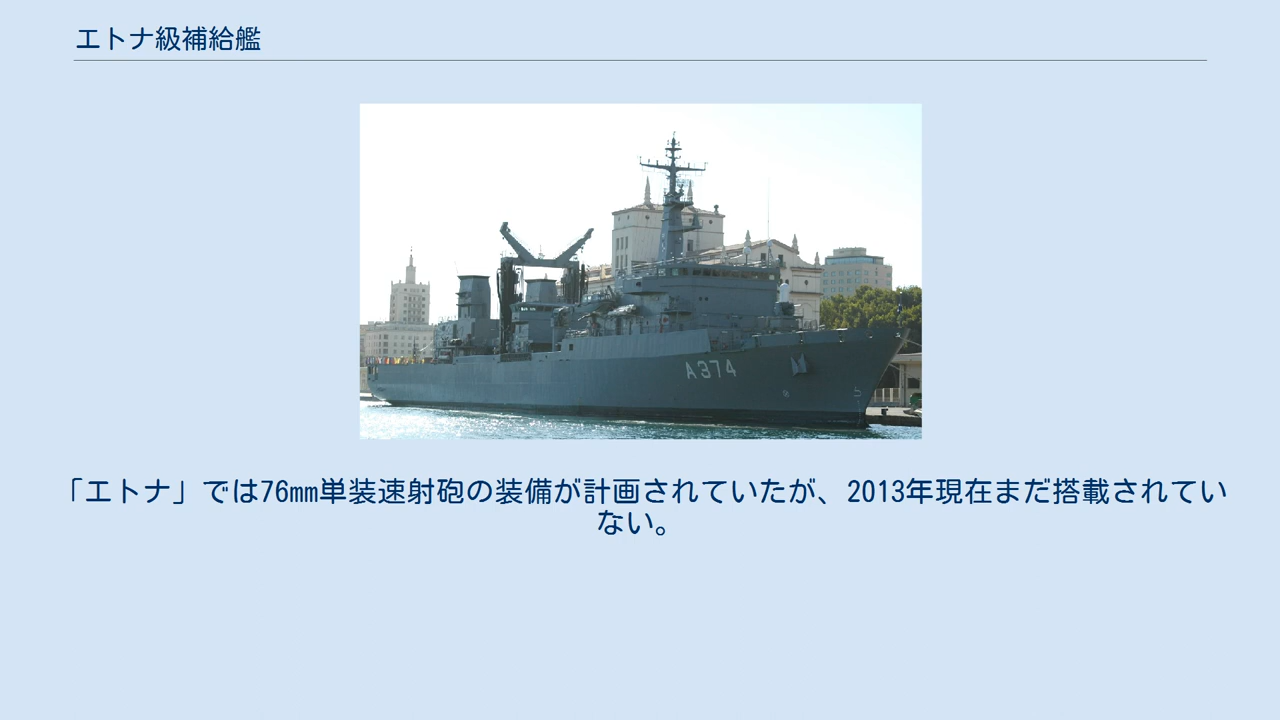 エトナ級補給艦
A374
「エトナ」では76mm単装速射砲の装備が計画されていたが、2013年現在まだ搭載されてい
ない。